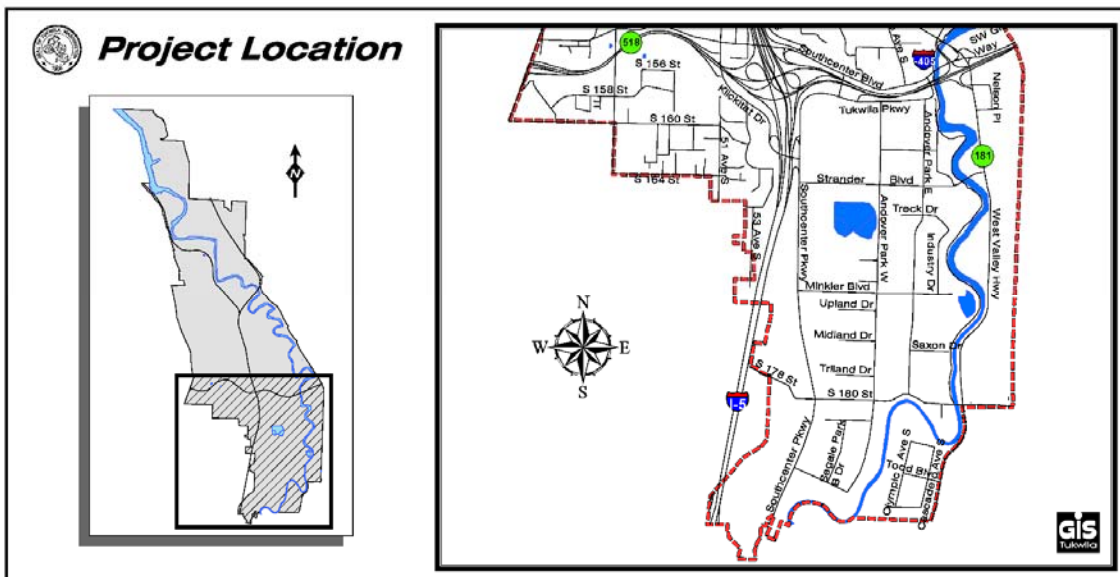 Project Location
N
518
S 156 St
S 158 St
S 160 St
S 164 St
Klickitat Dr
51 Ave S
53 Ave S
Southcenter Blvd
Ave S
I-405
SW G
Way
Nelson Pl
Tukwila Pkwy
Andover Park E
181
Strander Blvd
Treck Dr
Southcenter Pkwy
Andover Park W
Industry Dr
West Valley Hwy
Minkler Blvd
Upland Dr
Midland Dr
Saxon Dr
Triland Dr
S 178 St
S 180 St
I-5
N
W E
S
Southcenter Pkwy
Segale Park
B Dr
Olympic Ave S
Todd Bl
Cascade Ave S
GIS
Tukwila